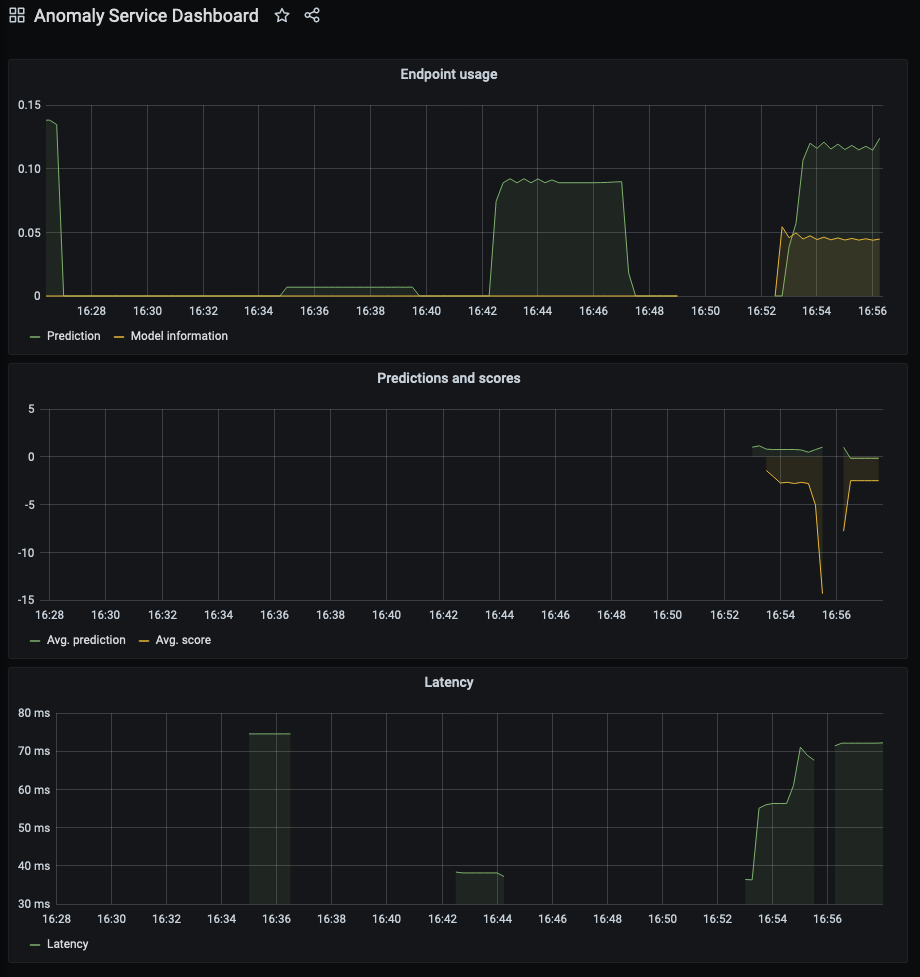 Anomaly Service Dashboard
Endpoint usage
0.15
0.10
0.05
0
16:28 16:30 16:32 16:34 16:36 16:38 16:40 16:42 16:44 16:46 16:48 16:50 16:52 16:54 16:56
Prediction Model information
Predictions and scores
5
0
-5
-10
-15
16:28 16:30 16:32 16:34 16:36 16:38 16:40 16:42 16:44 16:46 16:48 16:50 16:52 16:54 16:56
Avg. prediction Avg. score
Latency
80 ms
70 ms
60 ms
50 ms
40 ms
30 ms
16:28 16:30 16:32 16:34 16:36 16:38 16:40 16:42 16:44 16:46 16:48 16:50 16:52 16:54 16:56
Latency